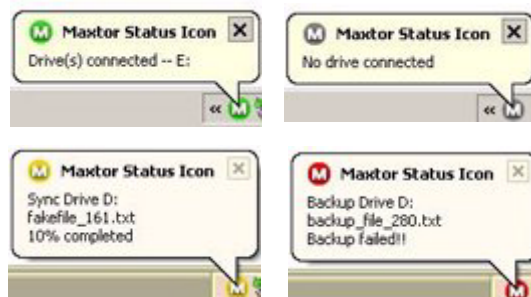 M Maxtor Status Icon X
Drive(s) connected -- E:
« M
M Maxtor Status Icon X
No drive connected
« M
M Maxtor Status Icon X
Sync Drive D:
fakefile_161.txt
10% completed
M
M Maxtor Status Icon X
Backup Drive D:
backup_file_280.txt
Backup failed!!
M